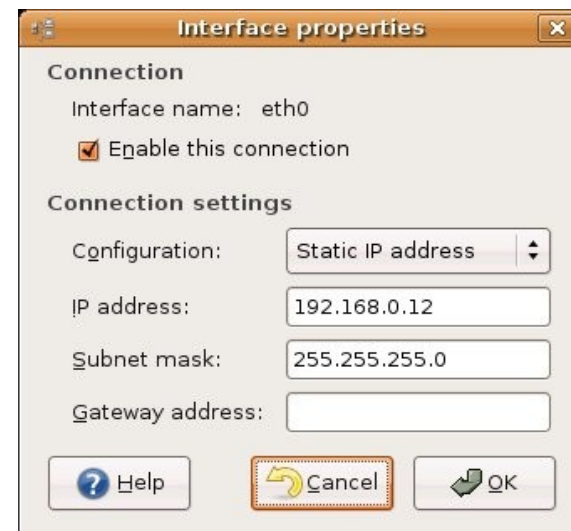 Interface properties
Connection
Interface name: eth0
Enable this connection
Connection settings
Configuration: Static IP address
IP address: 192.168.0.12
Subnet mask: 255.255.255.0
Gateway address:
Help Cancel OK